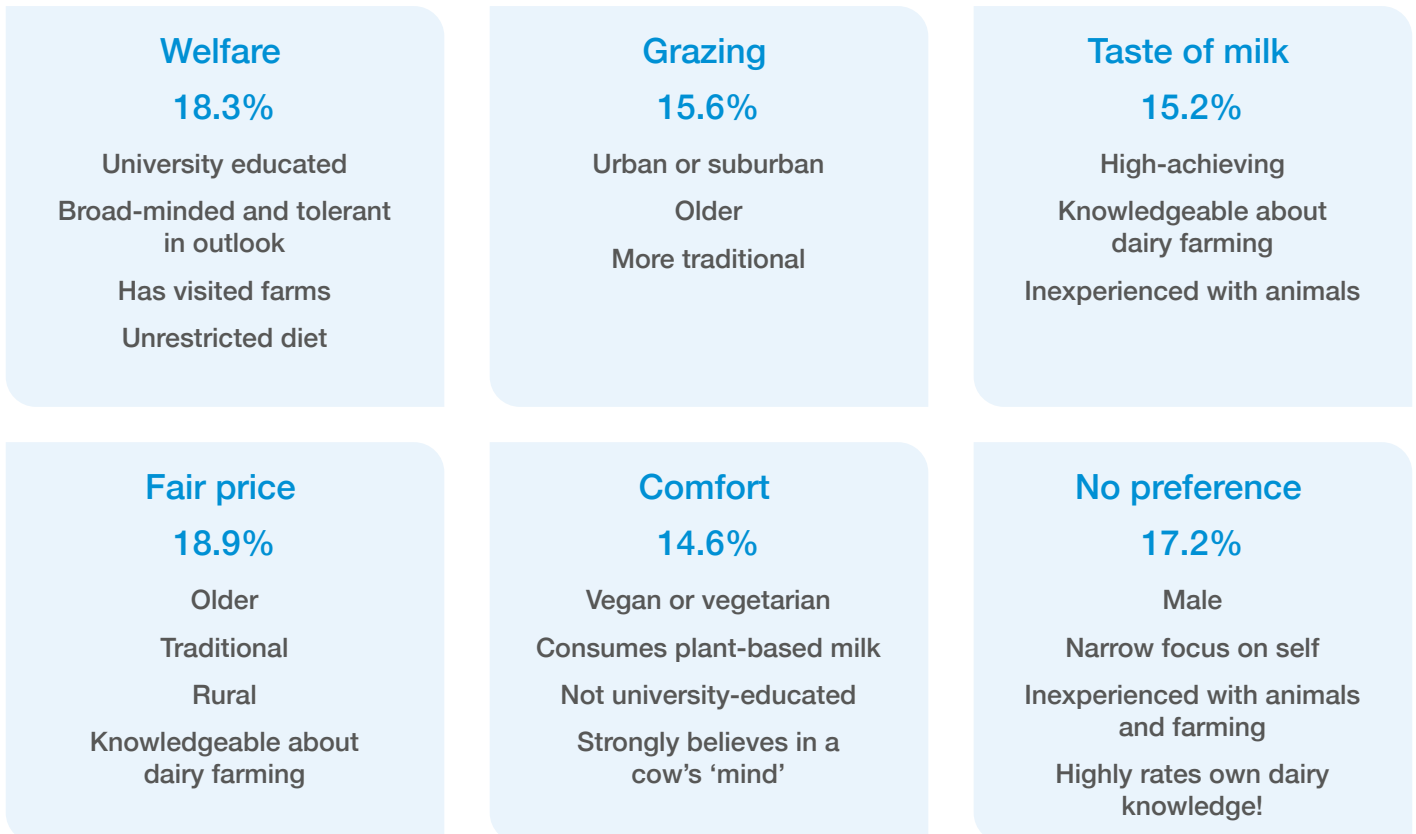 Welfare
18.3%
University educated
Broad-minded and tolerant
in outlook
Has visited farms
Unrestricted diet
Grazing
15.6%
Urban or suburban
Older
More traditional
Taste of milk
15.2%
High-achieving
Knowledgeable about
dairy farming
Inexperienced with animals
Fair price
18.9%
Older
Traditional
Rural
Knowledgeable about
dairy farming
Comfort
14.6%
Vegan or vegetarian
Consumes plant-based milk
Not university-educated
Strongly believes in a
cow’s ‘mind’
No preference
17.2%
Male
Narrow focus on self
Inexperienced with animals
and farming
Highly rates own dairy
knowledge!